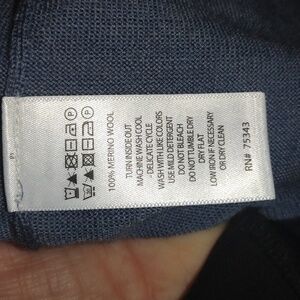 100% MERINO WOOL
TURN INSIDE OUT
MACHINE WASH COOL
- DELICATE CYCLE
WASH WITH LIKE COLORS
USE MILD DETERGENT
DO NOT BLEACH
DO NOT TUMBLE DRY
DRY FLAT
LOW IRON IF NECESSARY
OR DRY CLEAN
RN# 75343